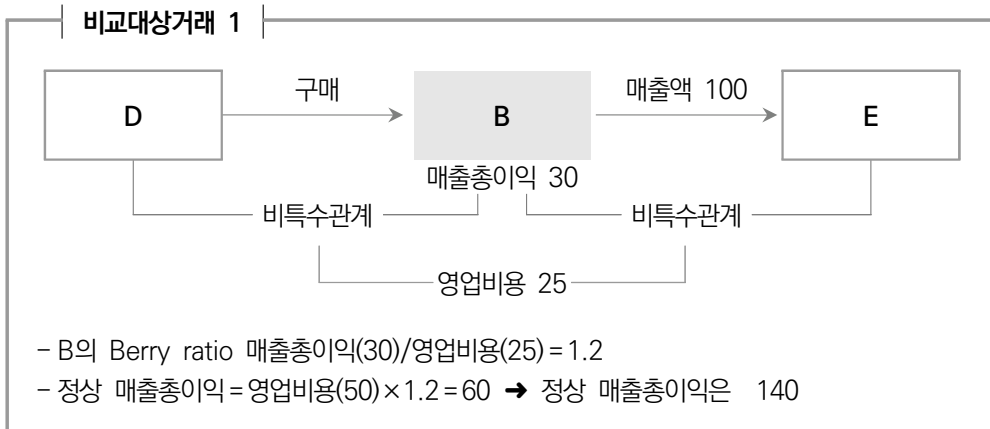 비교대상거래 1
구매
매출액 100
D
B
E
매출총이익 30
비특수관계
비특수관계
영업비용 25
- B의 Berry ratio 매출총이익(30)/영업비용(25)=1.2
- 정상 매출총이익=영업비용(50)×1.2=60 ➜ 정상 매출총이익은 140